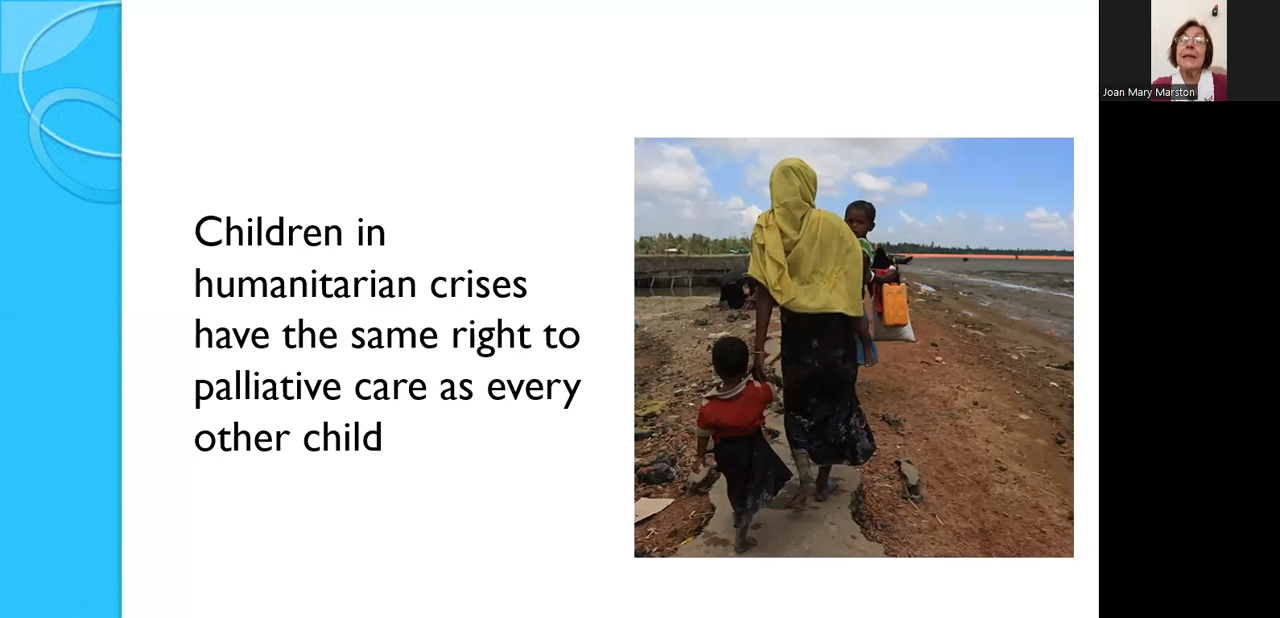 Children in
humanitarian crises
have the same right to
palliative care as every
other child
Joan Mary Marston